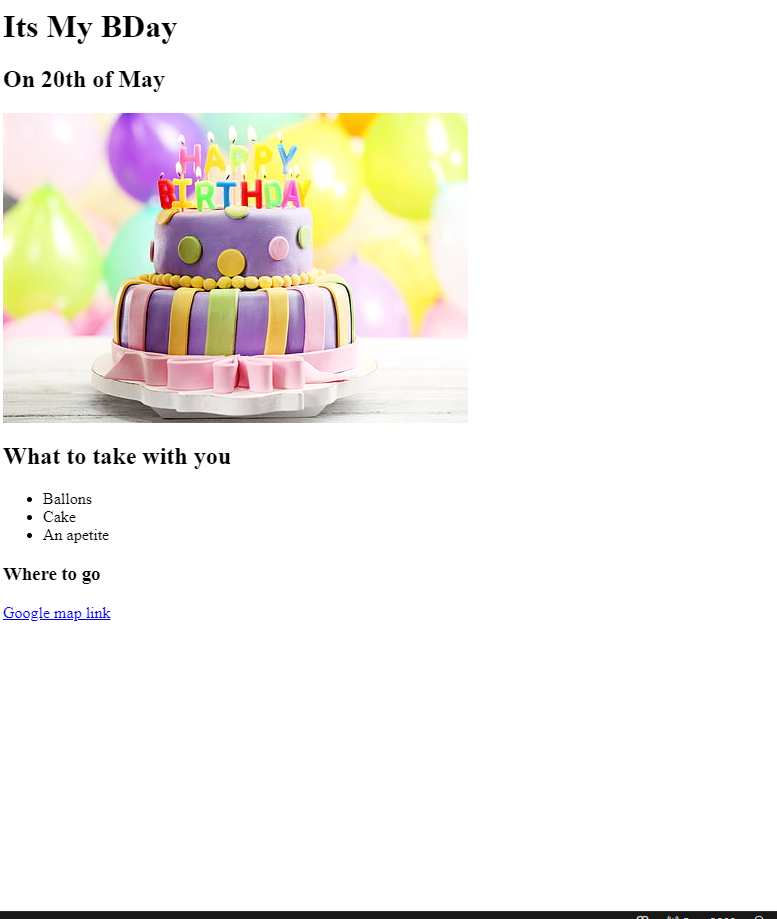 Its My BDay
On 20th of May
HAPPY
BIRTHDAY
What to take with you
Ballons
Cake
An apetite
Where to go
Google map link